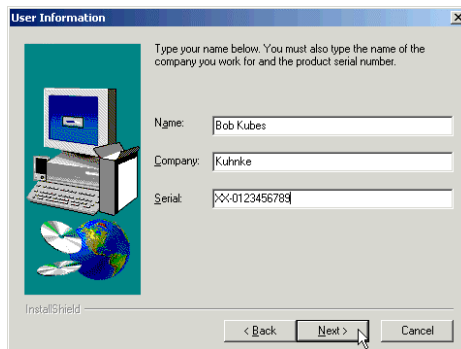 User Information
Type your name below. You must also type the name of the
company you work for and the product serial number.
Name: Bob Kubes
Company: Kuhnke
Serial: XX-0123456789
InstallShield
< Back Next > Cancel